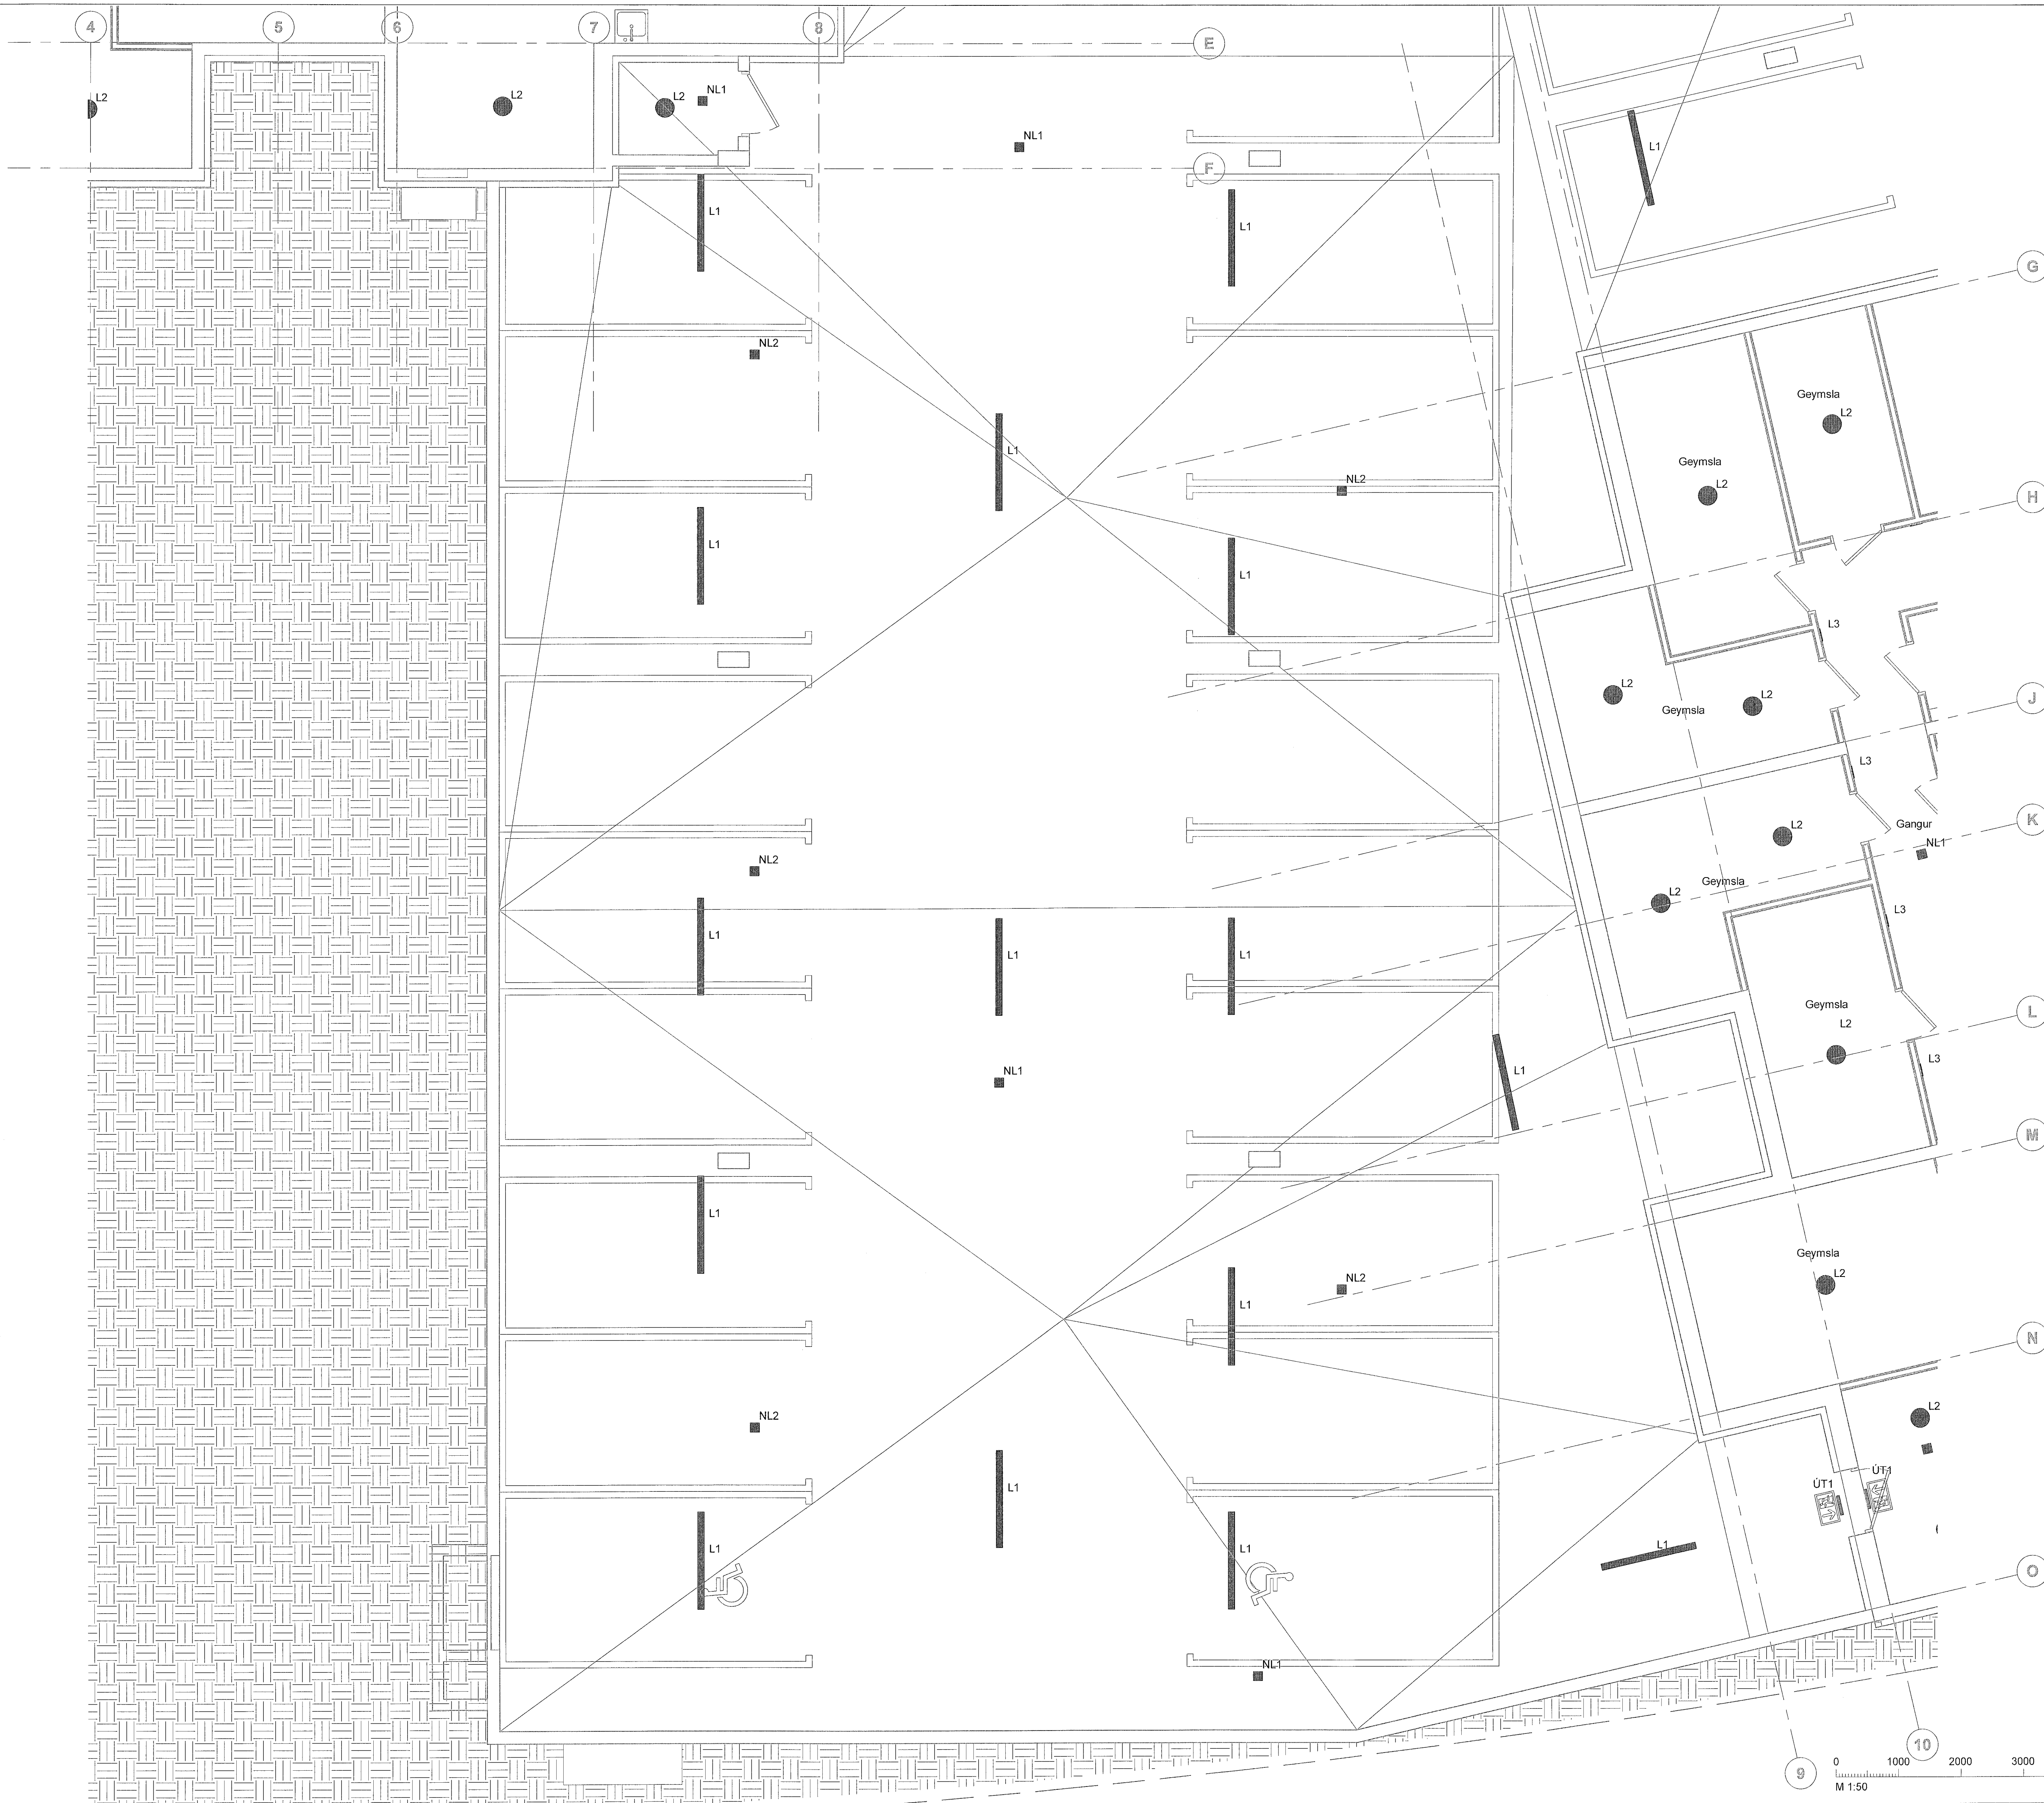 4 5 6 7 8 E
L2 L2 L2 NL1
NL1
L1
F
L1 L1
G
NL2
Geymsla
L2
L1
Geymsla
L2
NL2
H
L1 L1
L3
L2 L2
Geymsla
J
L3
K
L2 Gangur
NL1
NL2
Geymsla
L2
L3
L1 L1 L1
Geymsla
L2
L
L3
NL1 L1
M
L1
Geymsla
L2
NL2
L1
N
L2
NL2
ÚT1 ÚT1
L1
L1 L1 L1
O
NL1
10
9
0 1000 2000 3000
M 1:50